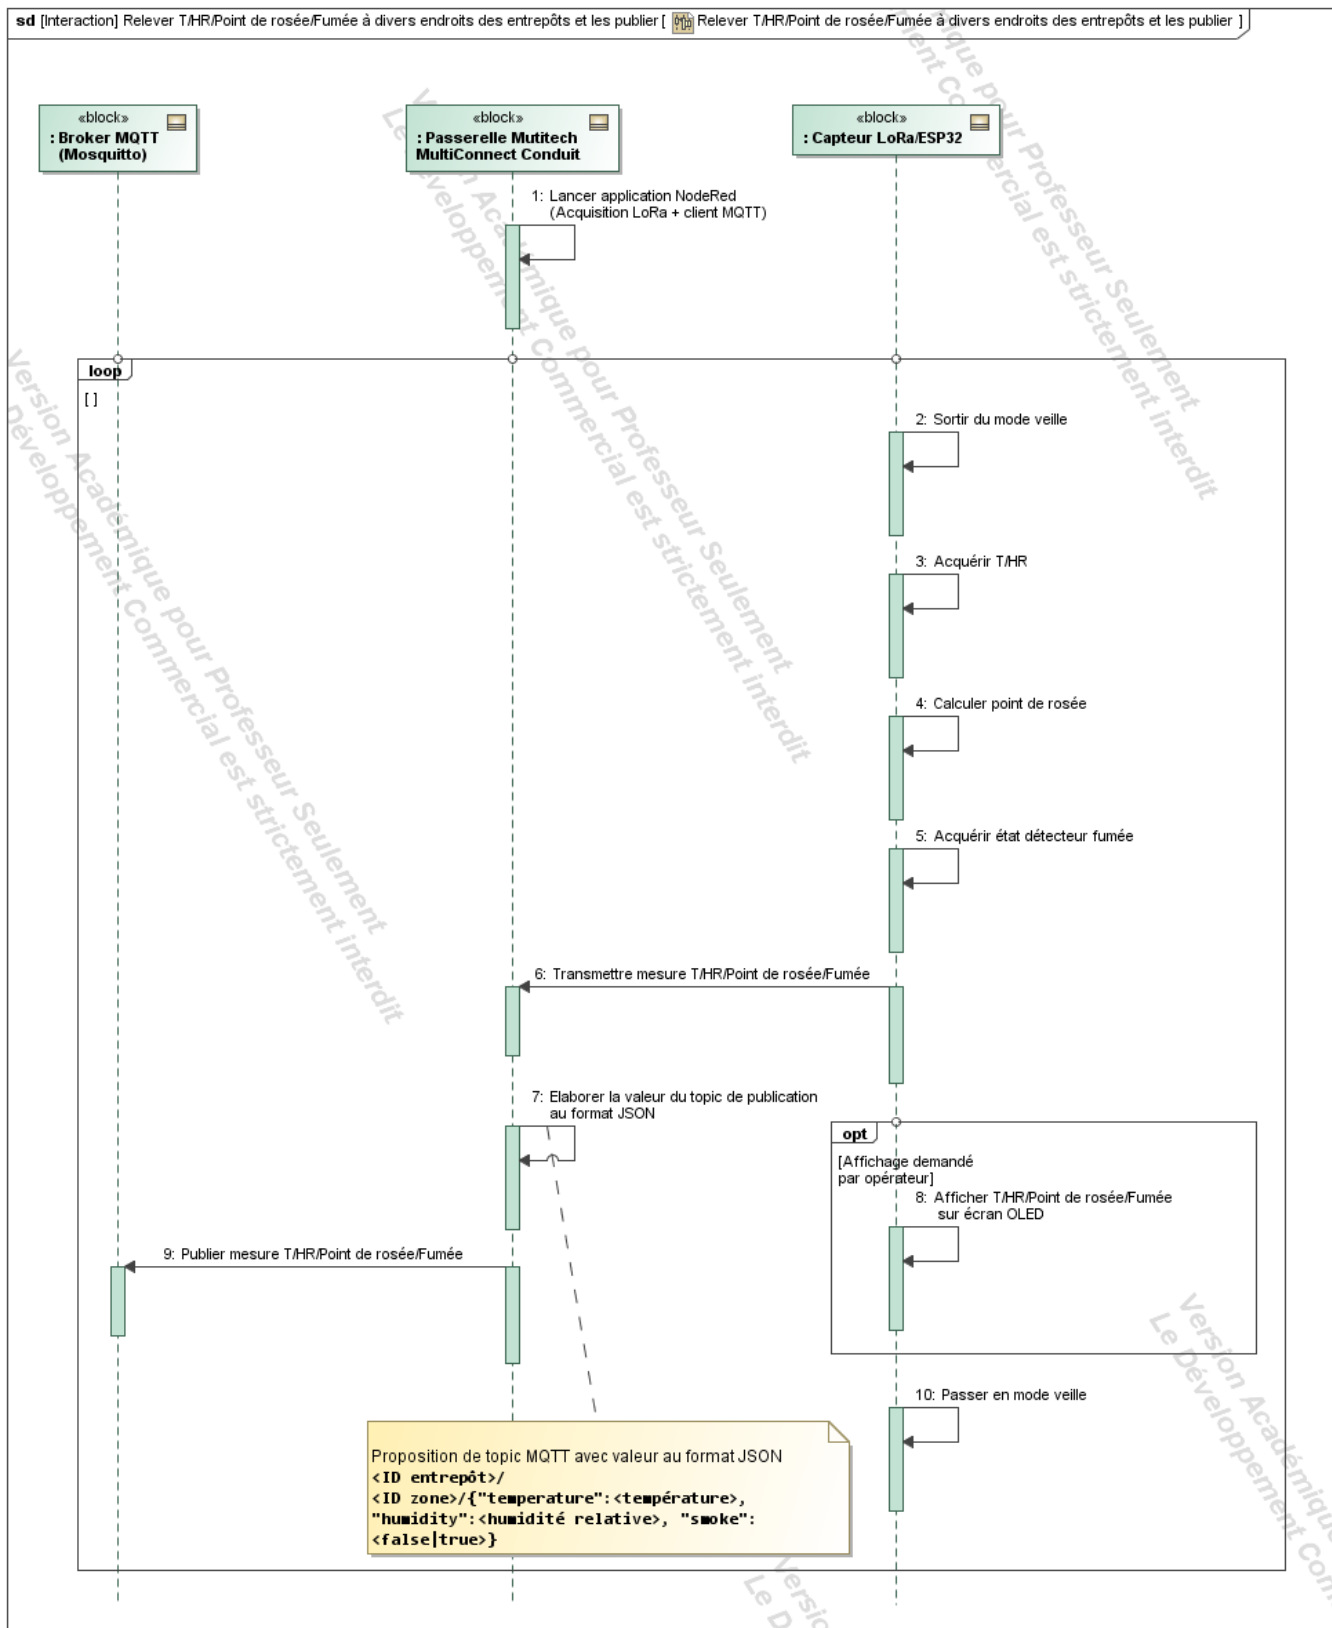 sd [Interaction] Relever T/HR/Point de rosée/Fumée à divers endroits des entrepôts et les publier [ Relever T/HR/Point de rosée/Fumée à divers endroits des entrepôts et les publier ]
«block»
: Broker MQTT
(Mosquitto)
«block»
: Passerelle Mutitech
MultiConnect Conduit
«block»
: Capteur LoRa/ESP32
1: Lancer application NodeRed
(Acquisition LoRa + client MQTT)
loop
[ ]
2: Sortir du mode veille
3: Acquérir T/HR
4: Calculer point de rosée
5: Acquérir état détecteur fumée
6: Transmettre mesure T/HR/Point de rosée/Fumée
7: Elaborer la valeur du topic de publication
au format JSON
opt
[Affichage demandé
par opérateur]
8: Afficher T/HR/Point de rosée/Fumée
sur écran OLED
9: Publier mesure T/HR/Point de rosée/Fumée
10: Passer en mode veille
Proposition de topic MQTT avec valeur au format JSON
<ID entrepôt>/
<ID zone>/{"temperature":<température>,
"humidity":<humidité relative>, "smoke":
<false|true>}
Version Académique pour Professeur Seulement
Le Développement Commercial est strictement interdit
Version Académique pour Professeur Seulement
Le Développement Commercial est strictement interdit
pour Professeur Seulement
Commercial est strictement interdit
Version Académique
Le Développement
Version